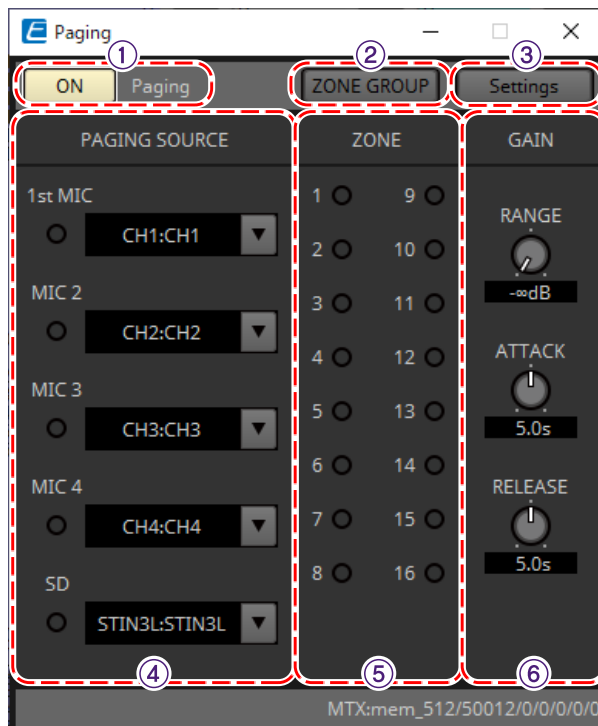 Paging
① ② ③
ON Paging ZONE GROUP Settings
PAGING SOURCE
1st MIC
CH1:CH1
MIC 2
CH2:CH2
MIC 3
CH3:CH3
MIC 4
CH4:CH4
SD
STIN3L:STIN3L
④
ZONE
1 9
2 10
3 11
4 12
5 13
6 14
7 15
8 16
⑤
GAIN
RANGE
-∞dB
ATTACK
5.0s
RELEASE
5.0s
⑥
MTX:mem_512/50012/0/0/0/0/0